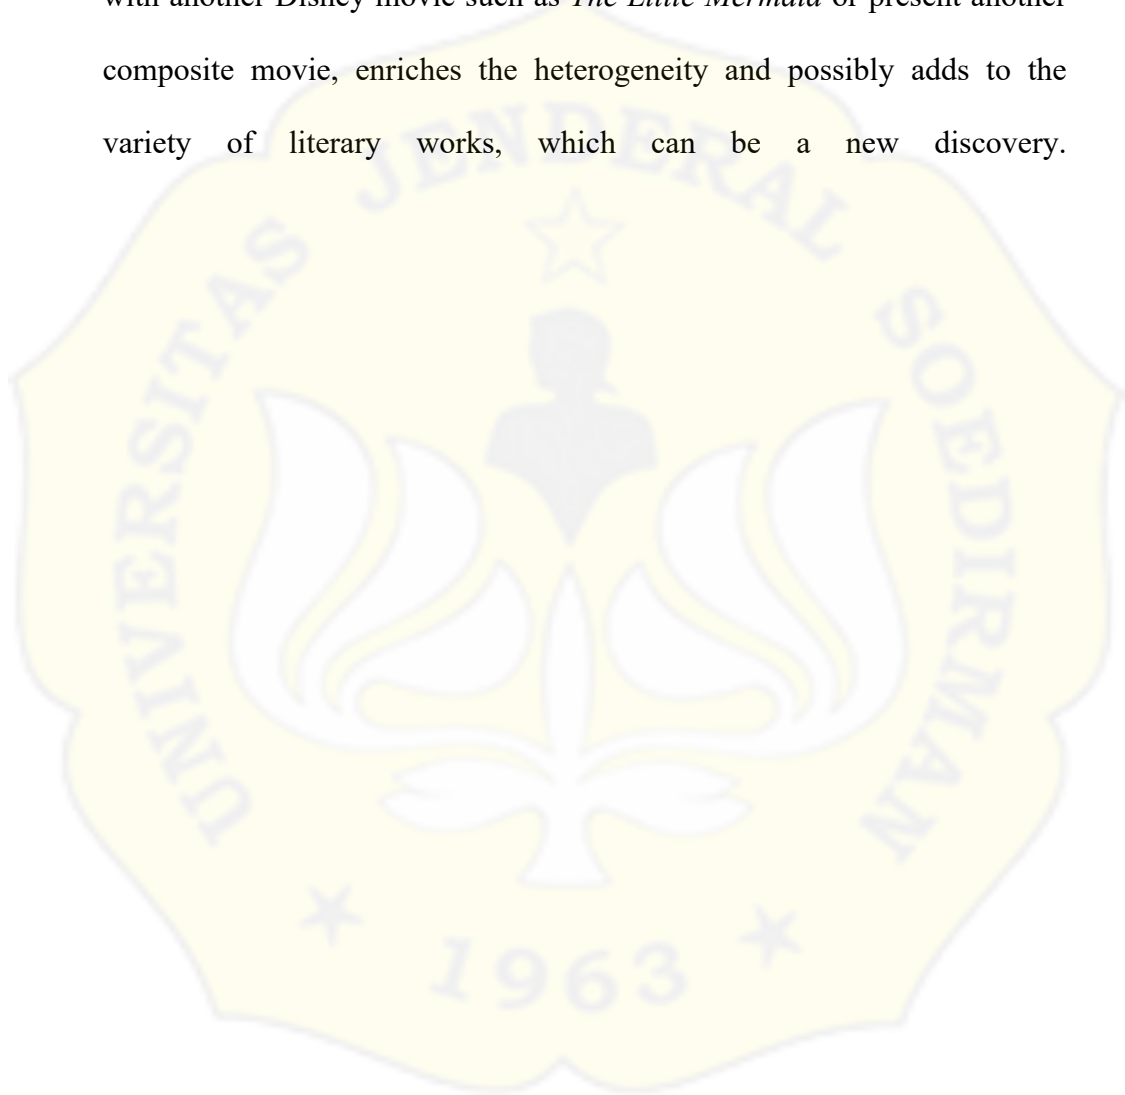 with another Disney movie such as The Little Mermaid or present another
composite movie, enriches the heterogeneity and possibly adds to the
variety of literary works, which can be a new discovery.
UNIVERSITAS JENDERAL SOEDIRMAN
1963